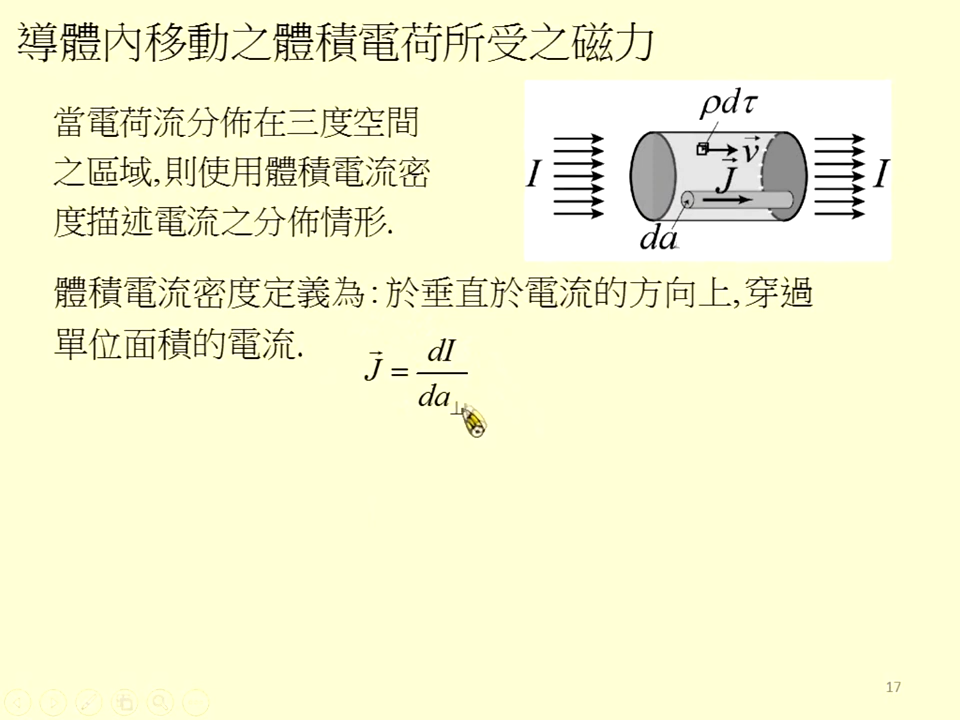 導體內移動之體積電荷所受之磁力
當電荷流分佈在三度空間
之區域,則使用體積電流密
度描述電流之分佈情形.
ρdτ
I
v⃗
J⃗
I
da
體積電流密度定義為:於垂直於電流的方向上,穿過
單位面積的電流.
J⃗ = dI / da⊥
17